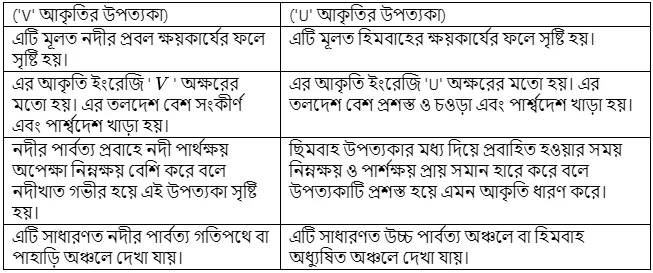 ('V' আকৃতির উপত্যকা)
('U' আকৃতির উপত্যকা)
এটি মূলত নদীর প্রবল ক্ষয়কার্যের ফলে
সৃষ্টি হয়।
এটি মূলত হিমবাহের ক্ষয়কার্যের ফলে সৃষ্টি হয়।
এর আকৃতি ইংরেজি ' V ' অক্ষরের
মতো হয়। এর তলদেশ বেশ সংকীর্ণ
এবং পার্শ্বদেশ খাড়া হয়।
এর আকৃতি ইংরেজি 'U' অক্ষরের মতো হয়। এর
তলদেশ বেশ প্রশস্ত ও চওড়া এবং পার্শ্বদেশ খাড়া হয়।
নদীর পার্বত্য প্রবাহে নদী পার্থক্ষয়
অপেক্ষা নিম্নক্ষয় বেশি করে বলে
নদীখাত গভীর হয়ে এই উপত্যকা সৃষ্টি
হয়।
হিমবাহ উপত্যকার মধ্য দিয়ে প্রবাহিত হওয়ার সময়
নিম্নক্ষয় ও পার্শক্ষয় প্রায় সমান হারে করে বলে
উপত্যকাটি প্রশস্ত হয়ে এমন আকৃতি ধারণ করে।
এটি সাধারণত নদীর পার্বত্য গতিপথে বা
পাহাড়ি অঞ্চলে দেখা যায়।
এটি সাধারণত উচ্চ পার্বত্য অঞ্চলে বা হিমবাহ
অধ্যুষিত অঞ্চলে দেখা যায়।